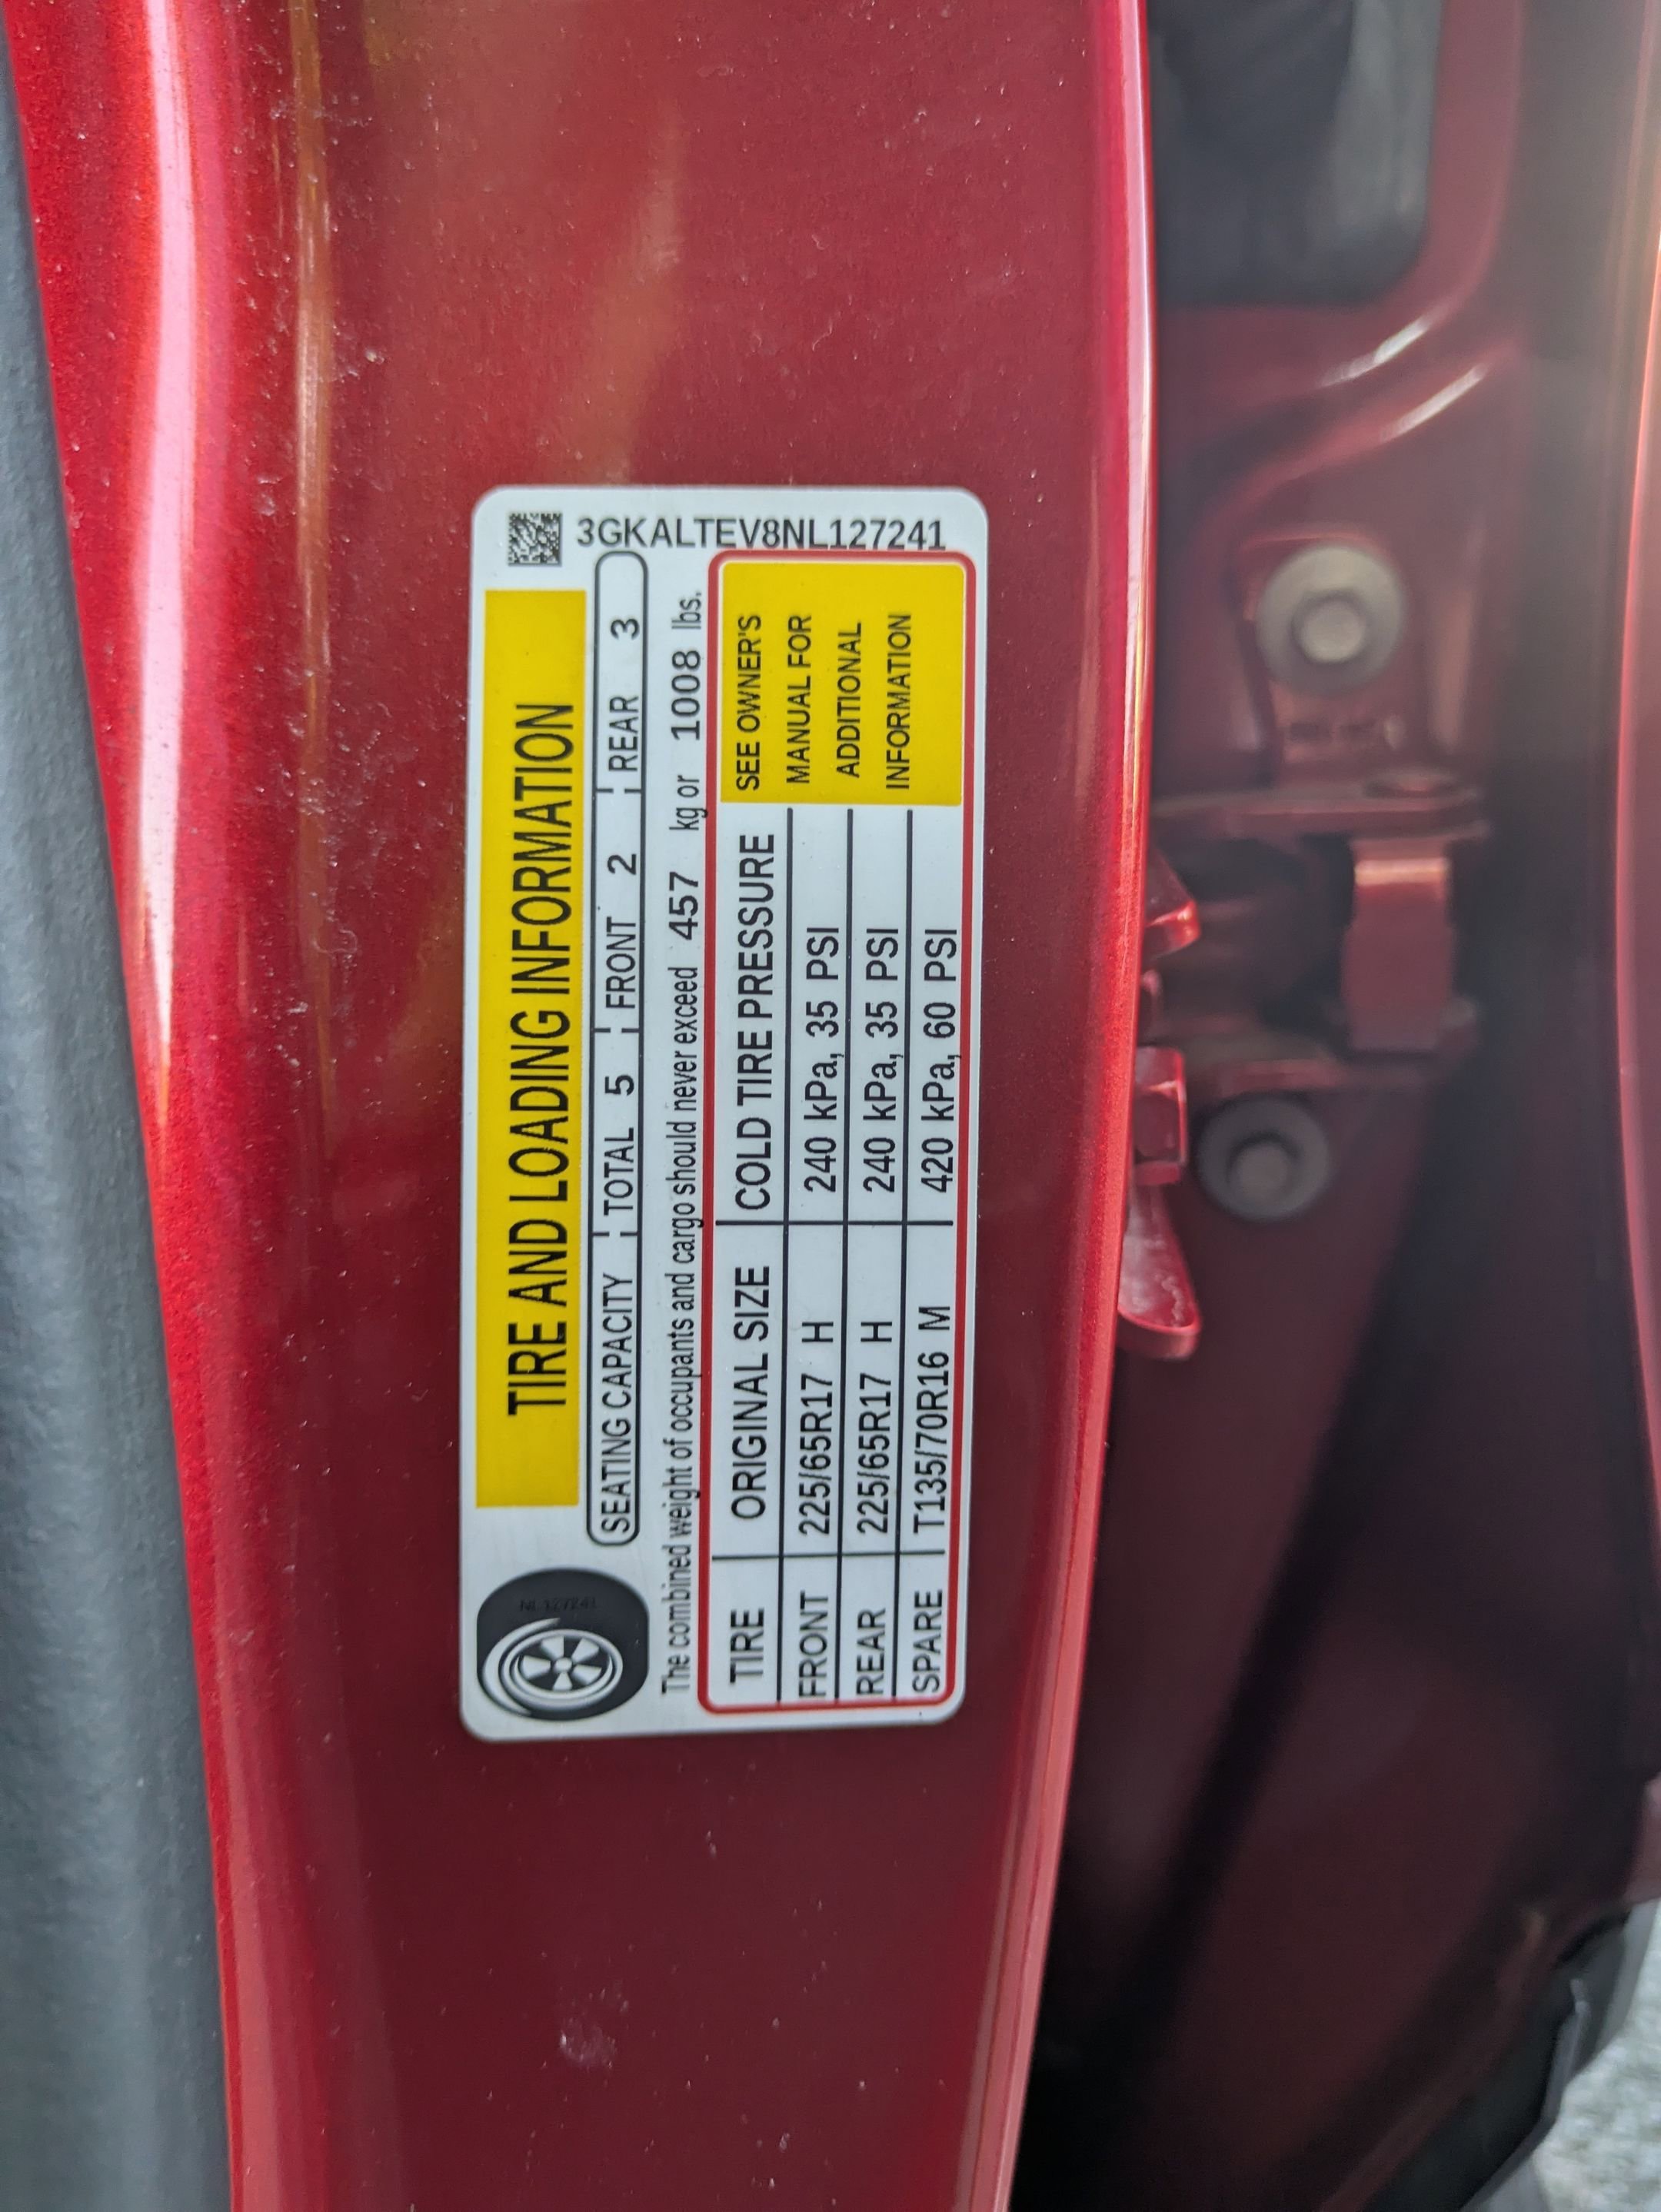 3GKALTEV8NL127241
TIRE AND LOADING INFORMATION
SEATING CAPACITY TOTAL 5 FRONT 2 REAR 3
The combined weight of occupants and cargo should never exceed 457 kg or 1008 lbs.
TIRE ORIGINAL SIZE COLD TIRE PRESSURE
FRONT 225/65R17 H 240 kPa, 35 PSI
REAR 225/65R17 H 240 kPa, 35 PSI
SPARE T135/70R16 M 420 kPa, 60 PSI
SEE OWNER'S
MANUAL FOR
ADDITIONAL
INFORMATION
NL127241